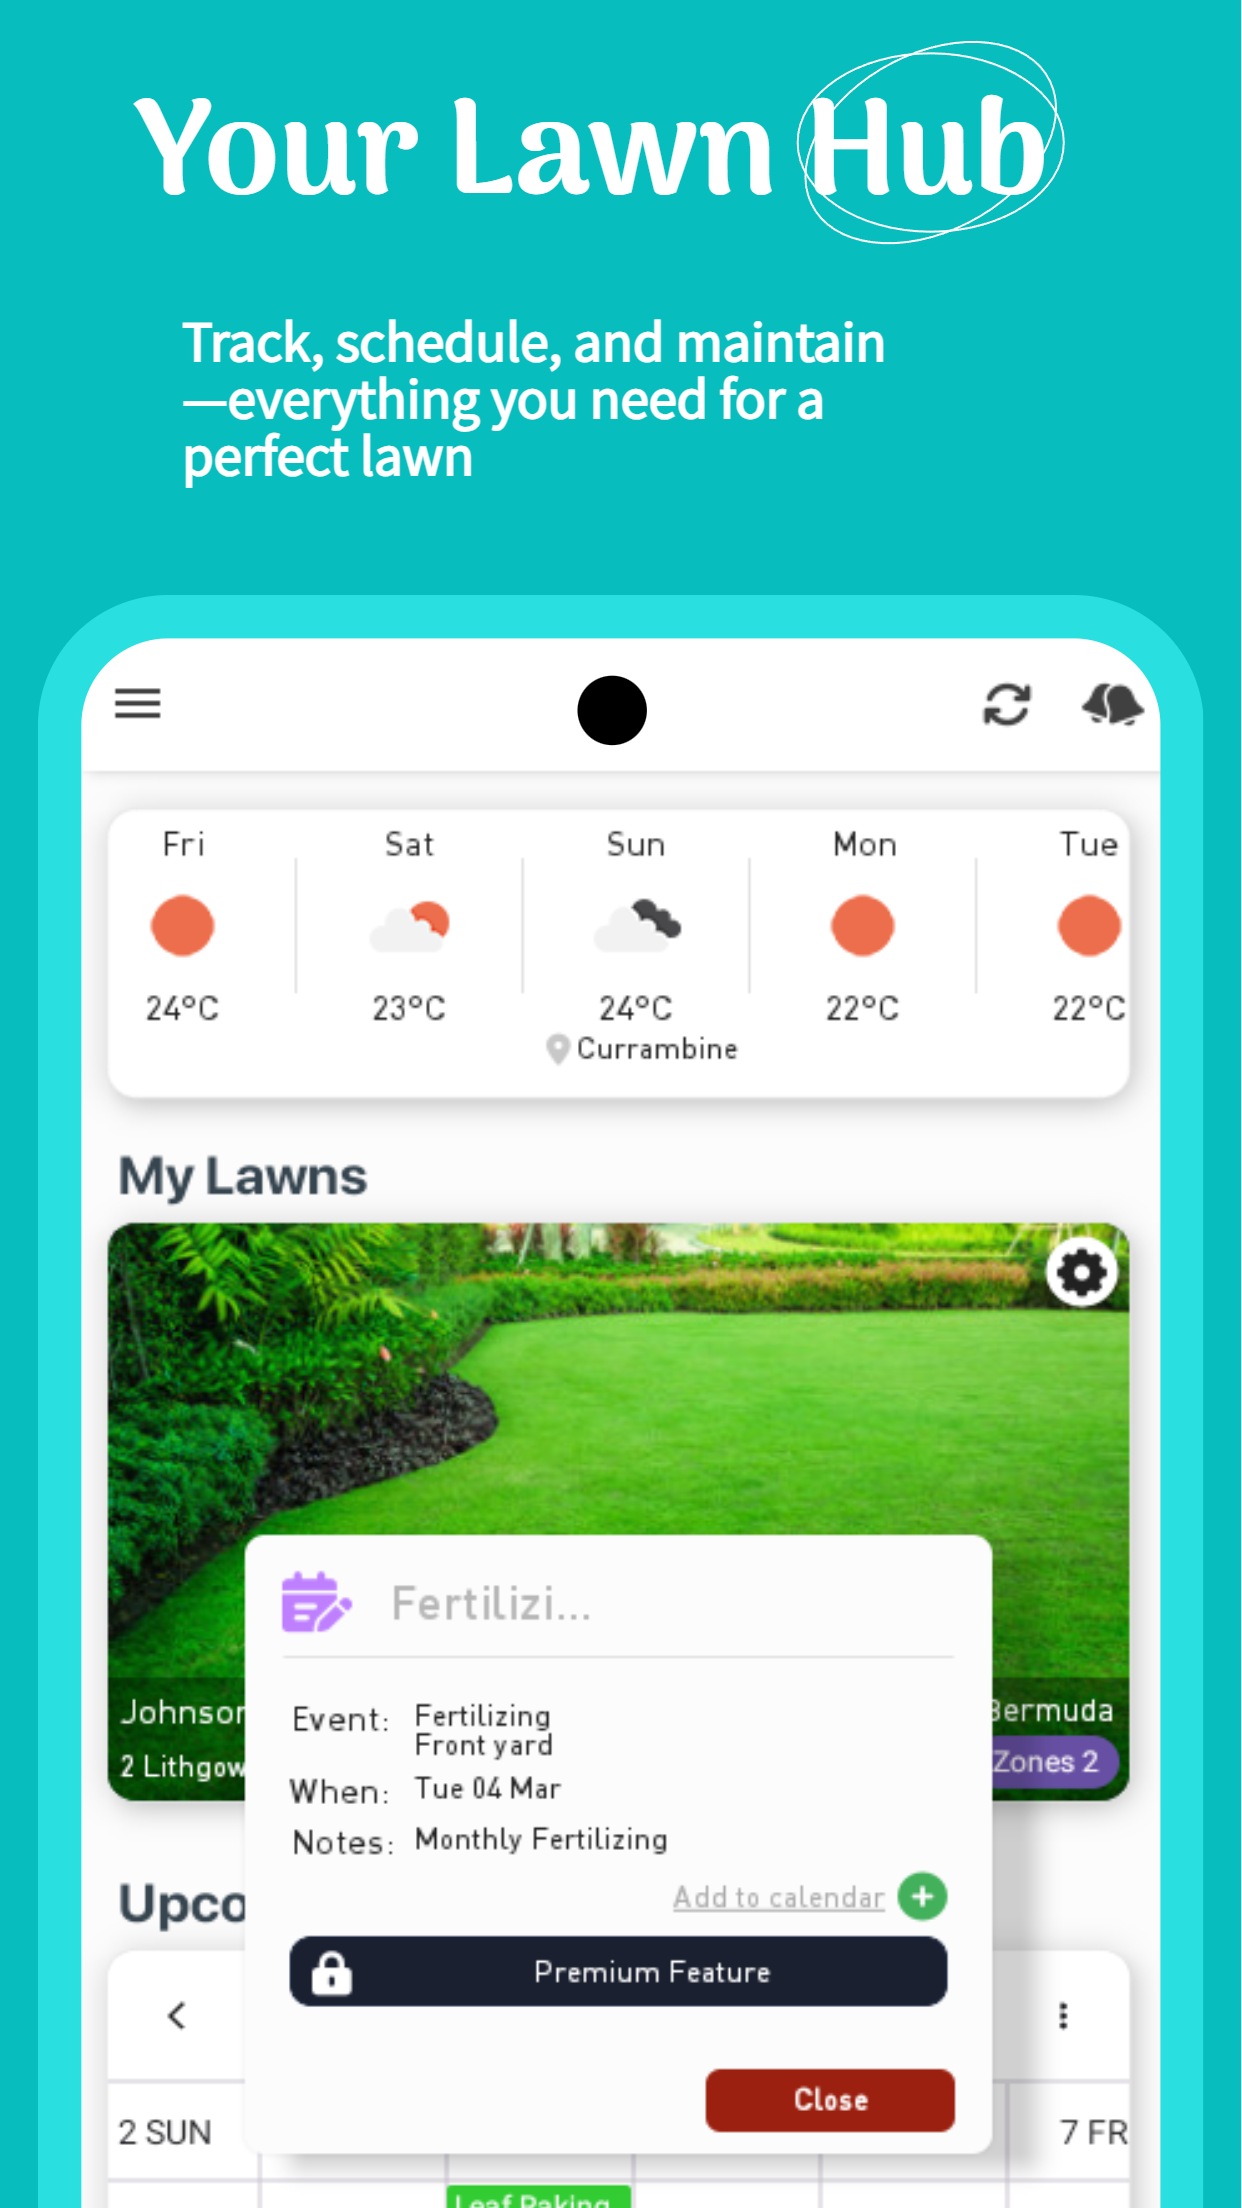 Your Lawn Hub
Track, schedule, and maintain
—everything you need for a
perfect lawn
Fri Sat Sun Mon Tue
24°C 23°C 24°C 22°C 22°C
Currambine
My Lawns
Fertilizi...
Event: Fertilizing
Front yard
When: Tue 04 Mar
Notes: Monthly Fertilizing
Add to calendar
Premium Feature
Close
Johnson
Bermuda
2 Lithgow
Zones 2
Upco
2 SUN
7 FR
Leaf Raking